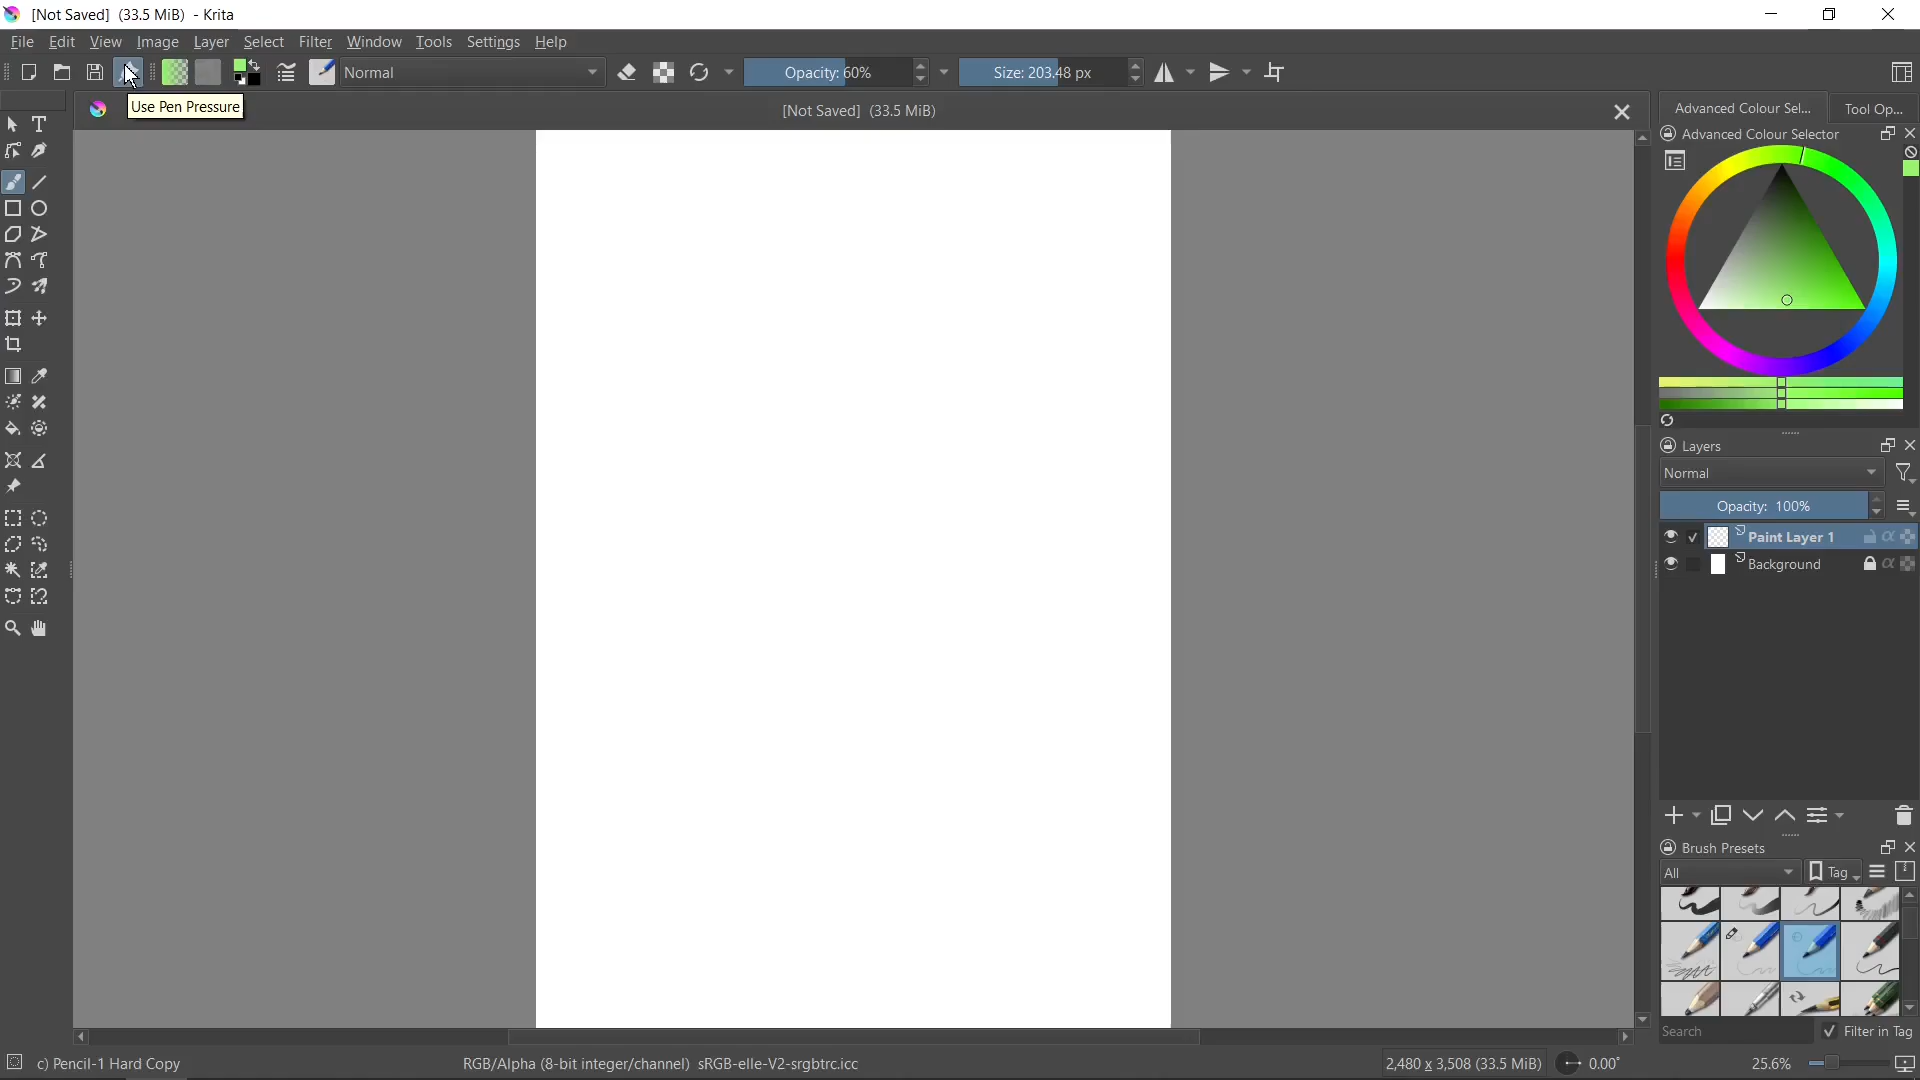 [Not Saved] (33.5 MiB) - Krita
File Edit View Image Layer Select Filter Window Tools Settings Help
Normal
Opacity: 60%
Size: 203.48 px
Use Pen Pressure
[Not Saved] (33.5 MiB)
Advanced Colour Sel... Tool Op...
Advanced Colour Selector
Layers
Normal
Opacity: 100%
Paint Layer 1
Background
Brush Presets
All
Tag
Search
Filter in Tag
c) Pencil-1 Hard Copy
RGB/Alpha (8-bit integer/channel) sRGB-elle-V2-srgbtrc.icc
2,480 x 3,508 (33.5 MiB)
0.00°
25.6%